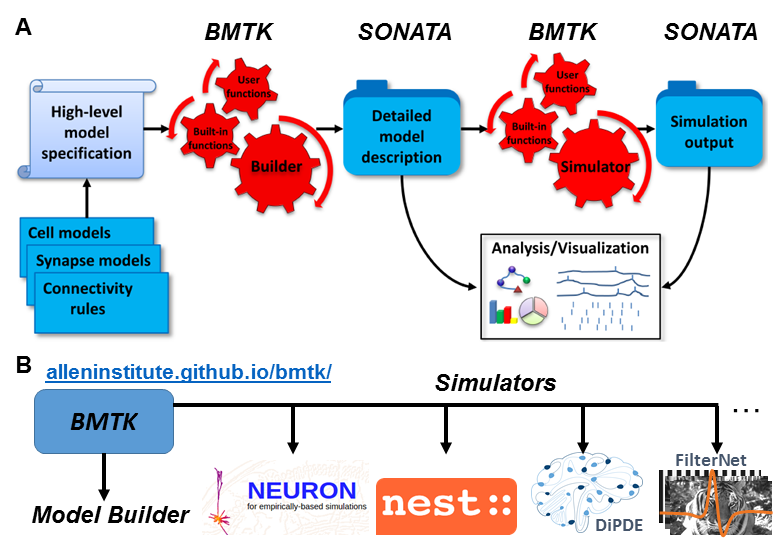 A
BMTK
SONATA
BMTK
SONATA
High-level
model
specification
User
functions
Built-in
functions
Builder
Detailed
model
description
User
functions
Built-in
functions
Simulator
Simulation
output
Cell models
Synapse models
Connectivity
rules
Analysis/Visualization
B
alleninstitute.github.io/bmtk/
Simulators
BMTK
...
Model Builder
NEURON
for empirically-based simulations
nest::
DiPDE
FilterNet